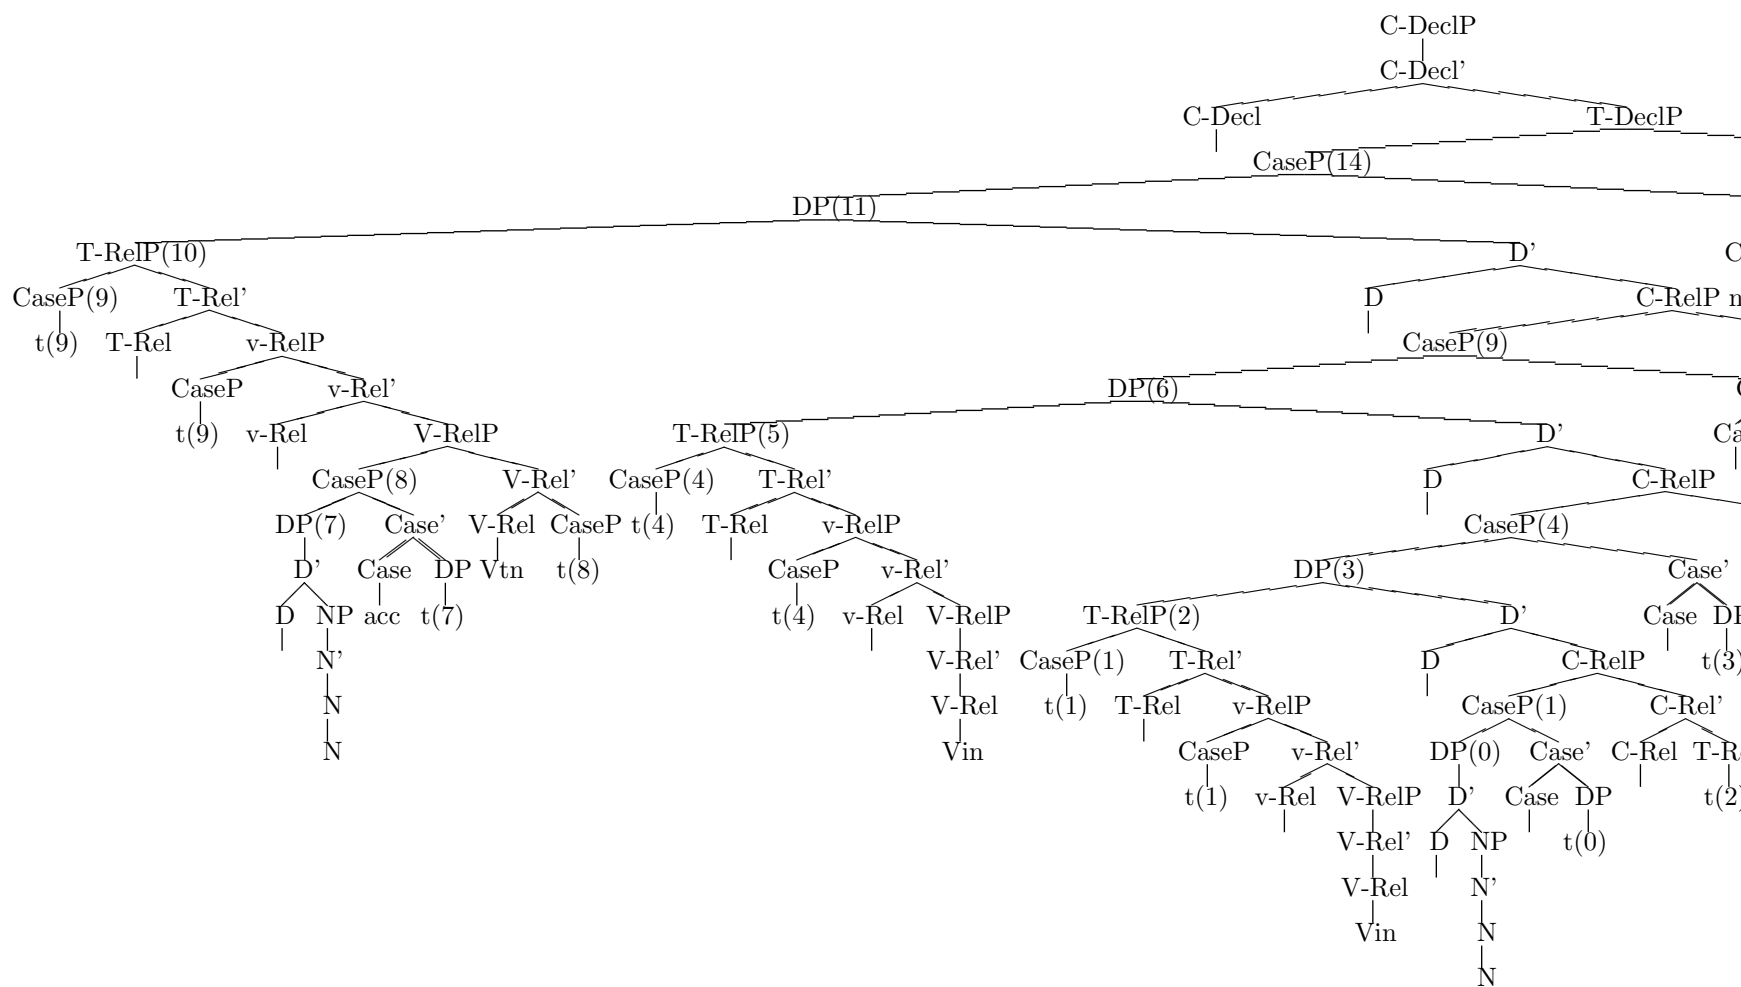 C-DeclP
C-Decl’
C-Decl T-DeclP
CaseP(14)
DP(11)
T-RelP(10) D’
CaseP(9) T-Rel’ D C-RelP
t(9) T-Rel v-RelP CaseP(9)
CaseP v-Rel’ DP(6)
t(9) v-Rel V-RelP T-RelP(5) D’
CaseP(8) V-Rel’ CaseP(4) T-Rel’ D C-RelP
DP(7) Case’ V-Rel CaseP t(4) T-Rel v-RelP CaseP(4)
D’ Case DP Vtn t(8) CaseP v-Rel’ DP(3) Case’
D NP acc t(7) t(4) v-Rel V-RelP T-RelP(2) D’ Case
N’ V-Rel’ CaseP(1) T-Rel’ D C-RelP t(3)
N V-Rel t(1) T-Rel v-RelP CaseP(1) C-Rel’
N Vin CaseP v-Rel’ DP(0) Case’ C-Rel
t(1) v-Rel V-RelP D’ Case DP t(2)
V-Rel’ D NP t(0)
V-Rel N’
Vin N
N